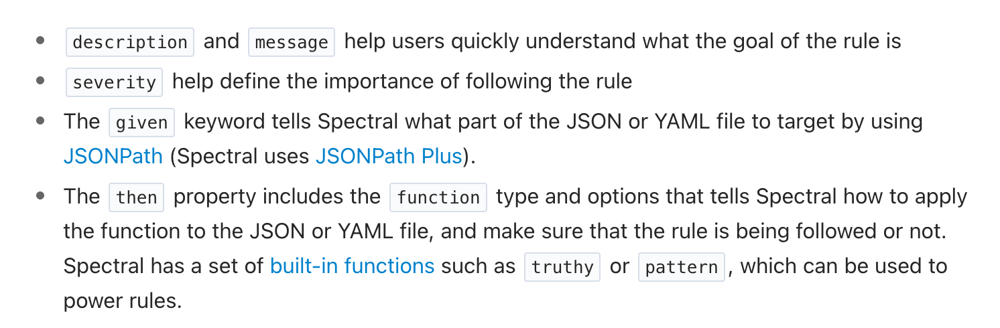 description and message help users quickly understand what the goal of the rule is
severity help define the importance of following the rule
The given keyword tells Spectral what part of the JSON or YAML file to target by using
JSONPath (Spectral uses JSONPath Plus).
The then property includes the function type and options that tells Spectral how to apply
the function to the JSON or YAML file, and make sure that the rule is being followed or not.
Spectral has a set of built-in functions such as truthy or pattern, which can be used to
power rules.